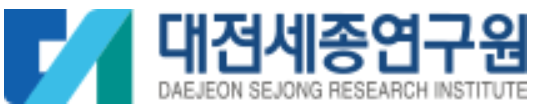 대전세종연구원
DAEJEON SEJONG RESEARCH INSTITUTE